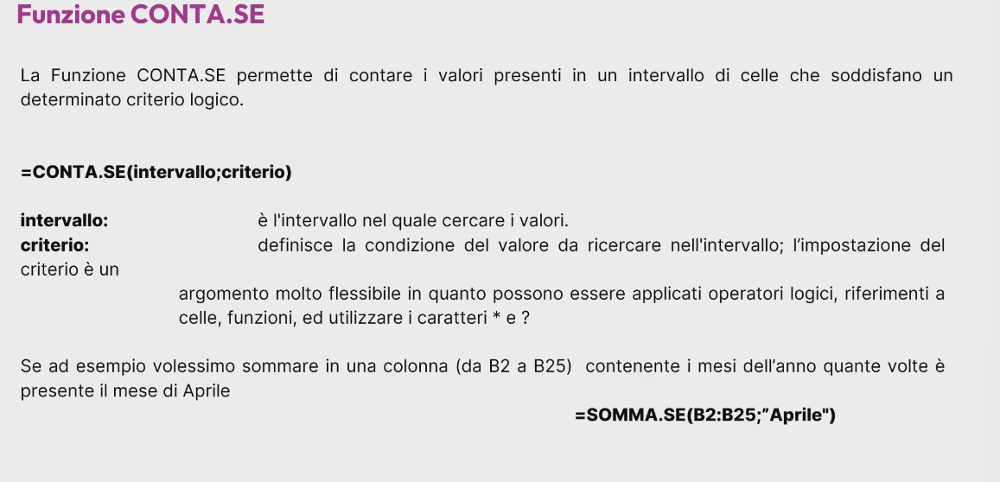 Funzione CONTA.SE
La Funzione CONTA.SE permette di contare i valori presenti in un intervallo di celle che soddisfano un
determinato criterio logico.
=CONTA.SE(intervallo;criterio)
intervallo: è l'intervallo nel quale cercare i valori.
criterio: definisce la condizione del valore da ricercare nell'intervallo; l’impostazione del
criterio è un
argomento molto flessibile in quanto possono essere applicati operatori logici, riferimenti a
celle, funzioni, ed utilizzare i caratteri * e ?
Se ad esempio volessimo sommare in una colonna (da B2 a B25) contenente i mesi dell’anno quante volte è
presente il mese di Aprile
=SOMMA.SE(B2:B25;”Aprile")